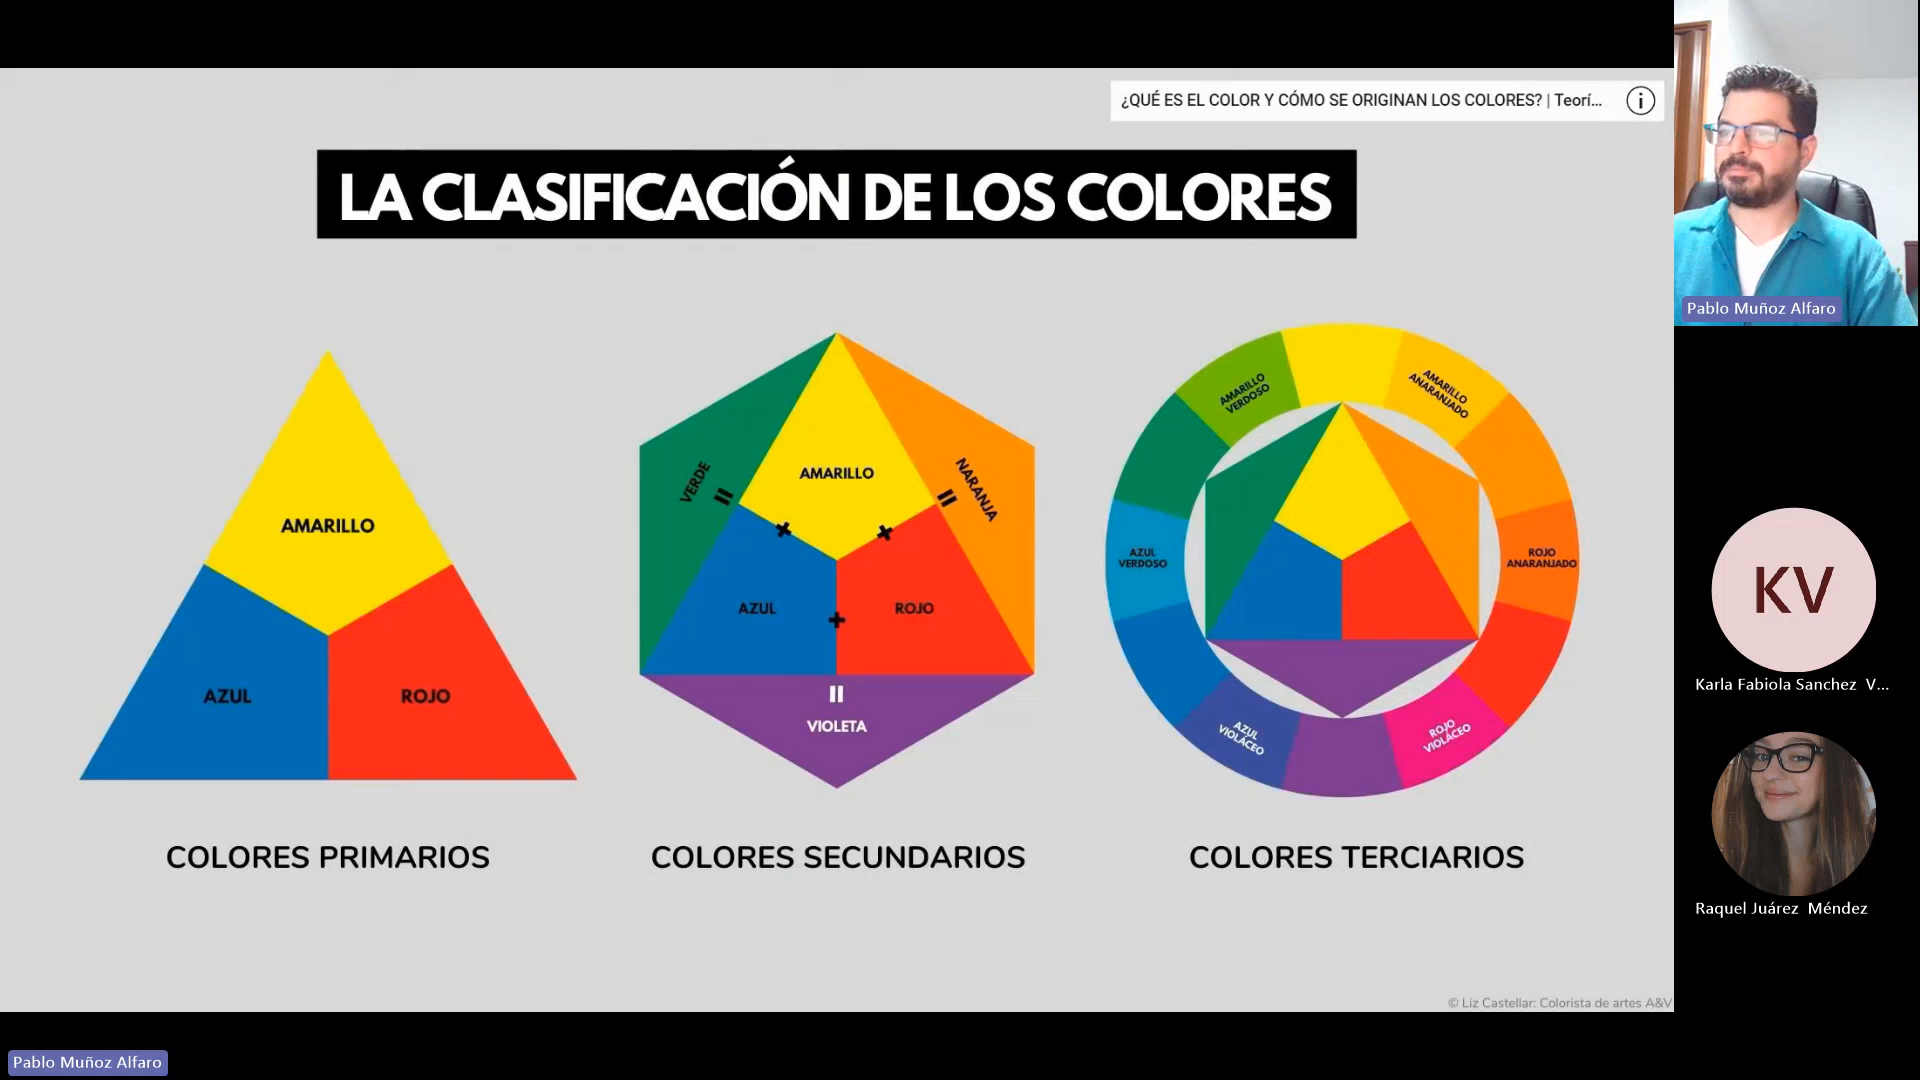 ¿QUÉ ES EL COLOR Y CÓMO SE ORIGINAN LOS COLORES? | Teorí...
LA CLASIFICACIÓN DE LOS COLORES
AMARILLO
AZUL
ROJO
COLORES PRIMARIOS
VERDE
=
AMARILLO
=
NARANJA
+
+
AZUL
+
ROJO
=
VIOLETA
COLORES SECUNDARIOS
AMARILLO
VERDOSO
AMARILLO
ANARANJADO
AZUL
VERDOSO
ROJO
ANARANJADO
AZUL
VIOLÁCEO
ROJO
VIOLÁCEO
COLORES TERCIARIOS
© Liz Castellar: Colorista de artes A&V
Pablo Muñoz Alfaro
KV
Karla Fabiola Sanchez V...
Raquel Juárez Méndez
Pablo Muñoz Alfaro